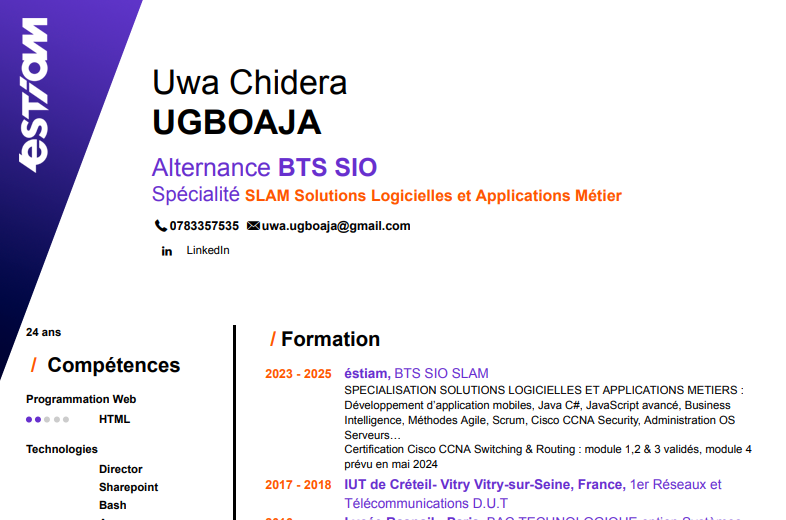 estiam
Uwa Chidera
UGBOAJA
Alternance BTS SIO
Spécialité SLAM Solutions Logicielles et Applications Métier
0783357535 uwa.ugboaja@gmail.com
in LinkedIn
24 ans
/ Compétences
Programmation Web
HTML
Technologies
Director
Sharepoint
Bash
/ Formation
2023 - 2025 éstiam, BTS SIO SLAM
SPECIALISATION SOLUTIONS LOGICIELLES ET APPLICATIONS METIERS :
Développement d'application mobiles, Java C#, JavaScript avancé, Business
Intelligence, Méthodes Agile, Scrum, Cisco CCNA Security, Administration OS
Serveurs…
Certification Cisco CCNA Switching & Routing : module 1,2 & 3 validés, module 4
prévu en mai 2024
2017 - 2018 IUT de Créteil- Vitry Vitry-sur-Seine, France, 1er Réseaux et
Télécommunications D.U.T